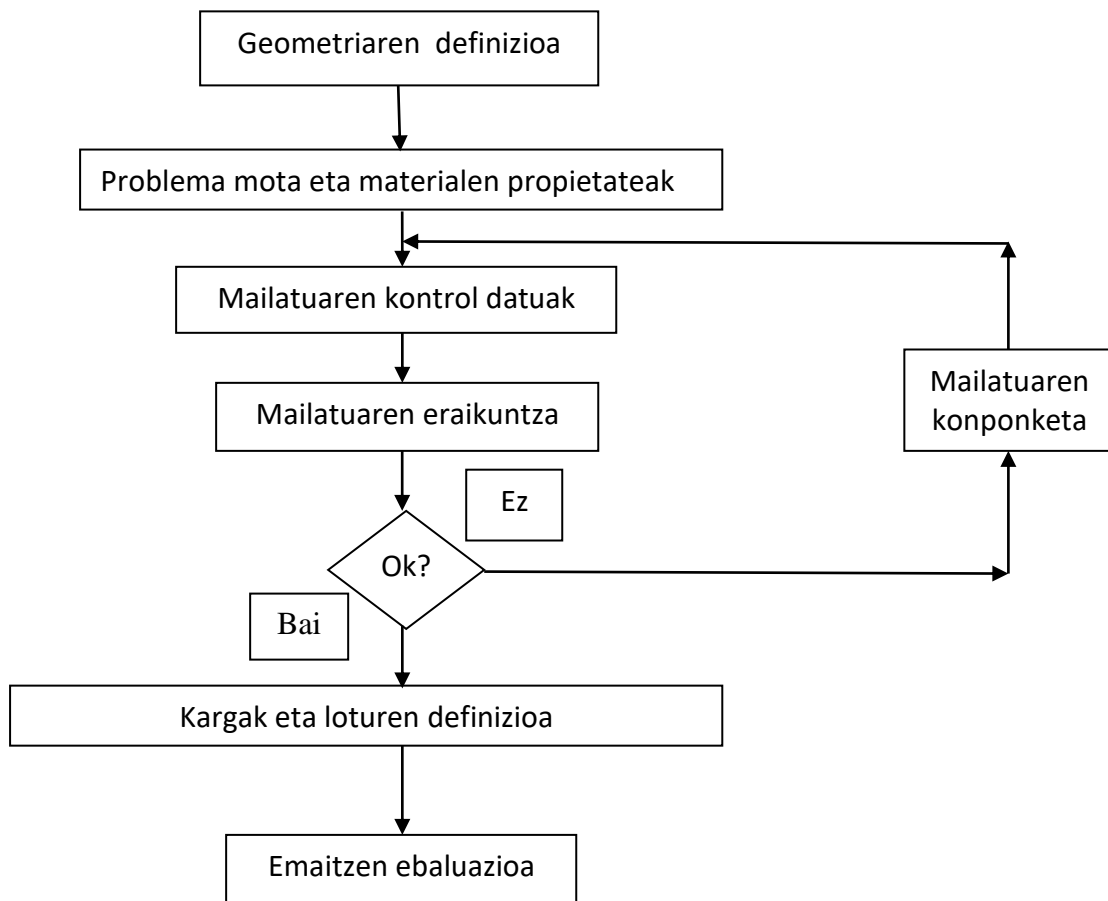 Geometriaren definizioa
Problema mota eta materialen propietateak
Mailatuaren kontrol datuak
Mailatuaren eraikuntza
Mailatuaren
konponketa
Ez
Ok?
Bai
Kargak eta loturen definizioa
Emaitzen ebaluazioa